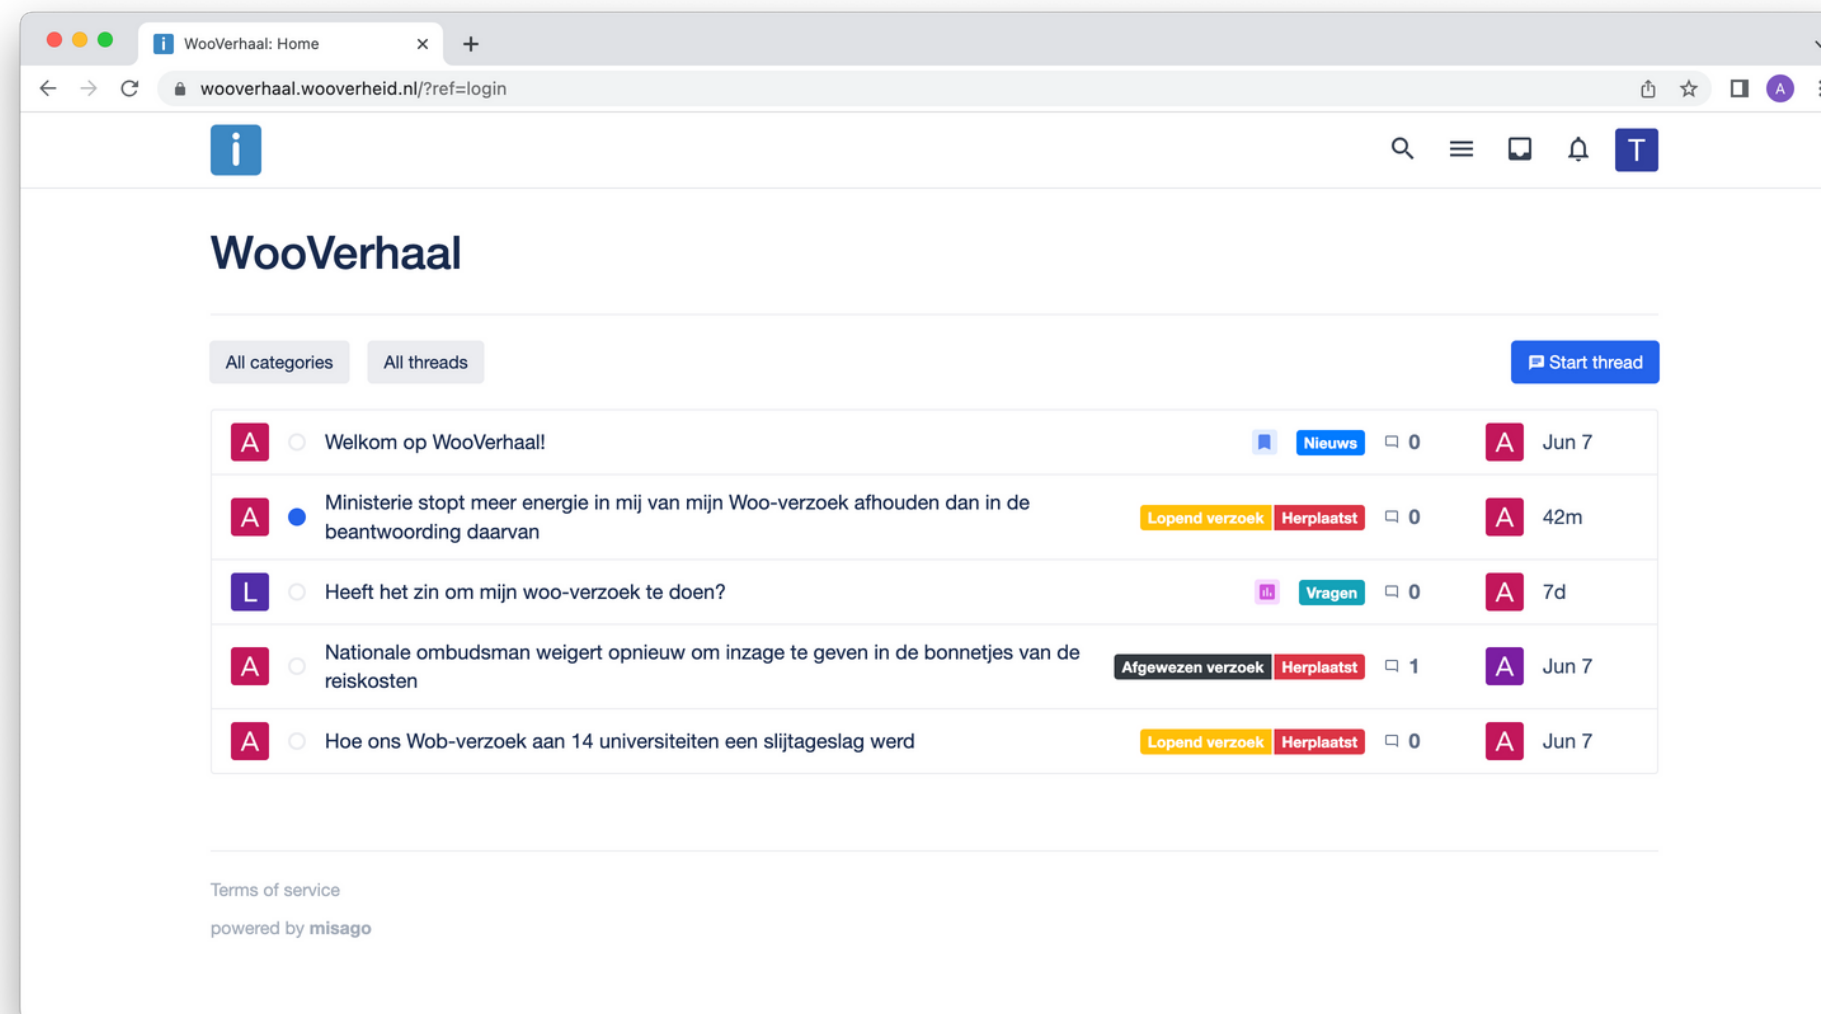 WooVerhaal: Home
wooverhaal.wooverheid.nl/?ref=login
A
i
T
WooVerhaal
All categories
All threads
Start thread
A Welkom op WooVerhaal! Nieuws 0 A Jun 7
A Ministerie stopt meer energie in mij van mijn Woo-verzoek afhouden dan in de
beantwoording daarvan
Lopend verzoek Herplaatst 0 A 42m
L Heeft het zin om mijn woo-verzoek te doen? Vragen 0 A 7d
A Nationale ombudsman weigert opnieuw om inzage te geven in de bonnetjes van de
reiskosten
Afgewezen verzoek Herplaatst 1 A Jun 7
A Hoe ons Wob-verzoek aan 14 universiteiten een slijtageslag werd Lopend verzoek Herplaatst 0 A Jun 7
Terms of service
powered by misago